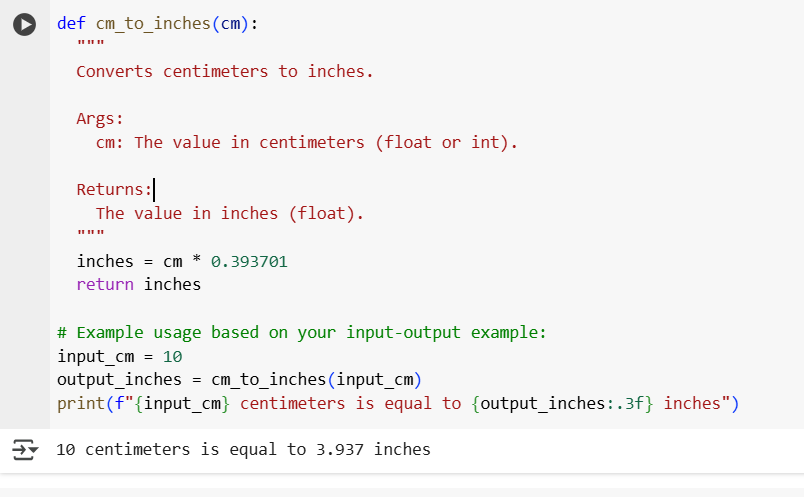 def cm_to_inches(cm):
  """
  Converts centimeters to inches.

  Args:
    cm: The value in centimeters (float or int).

  Returns:
    The value in inches (float).
  """
  inches = cm * 0.393701
  return inches

# Example usage based on your input-output example:
input_cm = 10
output_inches = cm_to_inches(input_cm)
print(f"{input_cm} centimeters is equal to {output_inches:.3f} inches")
10 centimeters is equal to 3.937 inches